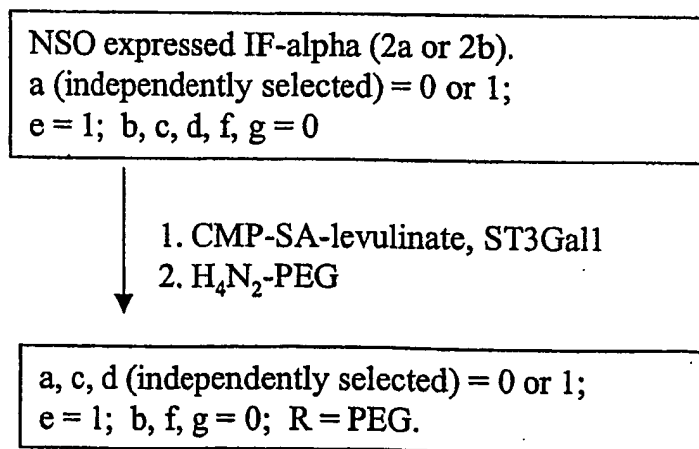 NSO expressed IF-alpha (2a or 2b).
a (independently selected) = 0 or 1;
e = 1; b, c, d, f, g = 0
1. CMP-SA-levulinate, ST3Gal1
2. H₄N₂-PEG
a, c, d (independently selected) = 0 or 1;
e = 1; b, f, g = 0; R = PEG.